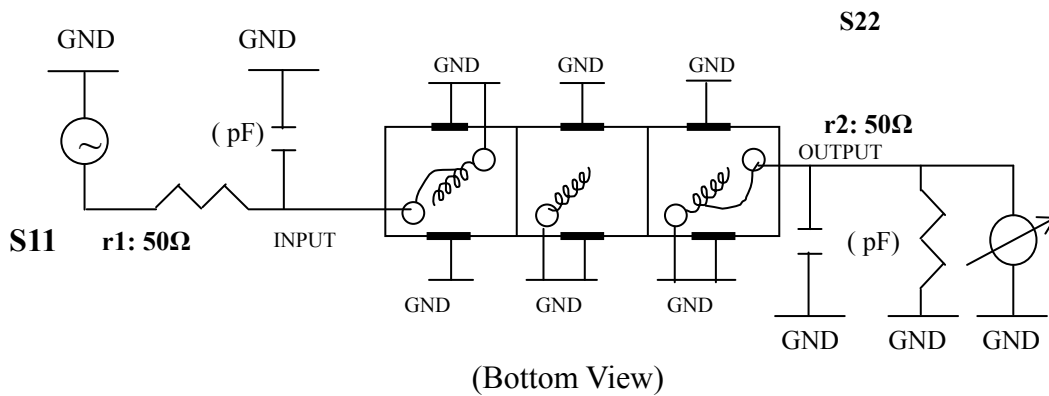 S22
GND
GND
GND
GND
GND
( pF)
r2: 50Ω
OUTPUT
S11
r1: 50Ω
INPUT
( pF)
GND
GND
GND
GND
GND
GND
(Bottom View)